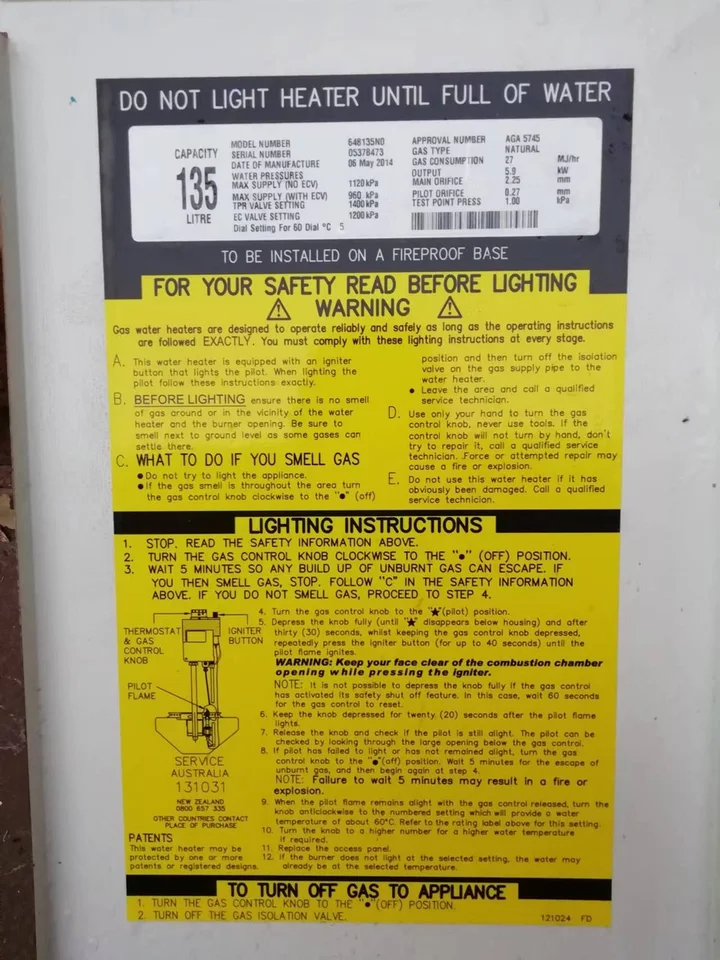 DO NOT LIGHT HEATER UNTIL FULL OF WATER
CAPACITY
135
LITRE
MODEL NUMBER 648135N0
SERIAL NUMBER 05378473
DATE OF MANUFACTURE 06 May 2014
WATER PRESSURES
MAX SUPPLY (NO ECV) 1120 kPa
MAX SUPPLY (WITH ECV) 960 kPa
TPR VALVE SETTING 1400 kPa
EC VALVE SETTING 1200 kPa
Dial Setting For 60 Dial °C 5
APPROVAL NUMBER AGA 5745
GAS TYPE NATURAL
GAS CONSUMPTION 27 MJ/hr
OUTPUT 5.9 kW
MAIN ORIFICE 2.25 mm
PILOT ORIFICE 0.27 mm
TEST POINT PRESS 1.00 kPa
TO BE INSTALLED ON A FIREPROOF BASE
FOR YOUR SAFETY READ BEFORE LIGHTING
WARNING
Gas water heaters are designed to operate reliably and safely as long as the operating instructions
are followed EXACTLY. You must comply with these lighting instructions at every stage.
A. This water heater is equipped with an igniter
button that lights the pilot. When lighting the
pilot follow these instructions exactly.
B. BEFORE LIGHTING ensure there is no smell
of gas around or in the vicinity of the water
heater and the burner opening. Be sure to
smell next to ground level as some gases can
settle there.
C. WHAT TO DO IF YOU SMELL GAS
● Do not try to light the appliance.
● If the gas smell is throughout the area turn
the gas control knob clockwise to the "●" (off)
position and then turn off the isolation
valve on the gas supply pipe to the
water heater.
● Leave the area and call a qualified
service technician.
D. Use only your hand to turn the gas
control knob, never use tools. If the
control knob will not turn by hand, don't
try to repair it, call a qualified service
technician. .Force or attempted repair may
cause a fire or explosion.
E. Do not use this water heater if it has
obviously been damaged. Call a qualified
service technician.
LIGHTING INSTRUCTIONS
1. STOP. READ THE SAFETY INFORMATION ABOVE.
2. TURN THE GAS CONTROL KNOB CLOCKWISE TO THE "●" (OFF) POSITION.
3. WAIT 5 MINUTES SO ANY BUILD UP OF UNBURNT GAS CAN ESCAPE. IF
YOU THEN SMELL GAS, STOP. FOLLOW "C" IN THE SAFETY INFORMATION
ABOVE. IF YOU DO NOT SMELL GAS, PROCEED TO STEP 4.
4. Turn the gas control knob to the "★"(pilot) position.
5. Depress the knob fully (until "★" disappears below housing) and after
thirty (30) seconds, whilst keeping the gas control knob depressed,
repeatedly press the igniter button (for up to 40 seconds) until the
pilot flame ignites.
WARNING: Keep your face clear of the combustion chamber
opening while pressing the igniter.
NOTE: It is not possible to depress the knob fully if the gas control
has activated its safety shut off feature. In this case, wait 60 seconds
for the gas control to reset.
6. Keep the knob depressed for twenty (20) seconds after the pilot flame
lights.
7. Release the knob and check if the pilot is still alight. The pilot can be
checked by looking through the large opening below the gas control.
8. If pilot has failed to light or has not remained alight, turn the gas
control knob to the "●"(off) position. Wait 5 minutes for the escape of
unburnt gas, and then begin again at step 4.
NOTE: Failure to wait 5 minutes may result in a fire or
explosion.
9. When the pilot flame remains alight with the gas control released, turn the
knob anticlockwise to the numbered setting which will provide a water
temperature of about 60°C. Refer to the rating label above for this setting.
10. Turn the knob to a higher number for a higher water temperature
if required.
11. Replace the access panel.
12. If the burner does not light at the selected setting, the water may
already be at the selected temperature.
THERMOSTAT
& GAS
CONTROL
KNOB
IGNITER
BUTTON
PILOT
FLAME
SERVICE
AUSTRALIA
131031
NEW ZEALAND
0800 657 335
OTHER COUNTRIES CONTACT
PLACE OF PURCHASE
PATENTS
This water heater may be
protected by one or more
patents or registered designs.
TO TURN OFF GAS TO APPLIANCE
1. TURN THE GAS CONTROL KNOB TO THE "●"(OFF) POSITION.
2. TURN OFF THE GAS ISOLATION VALVE.
121024 FD